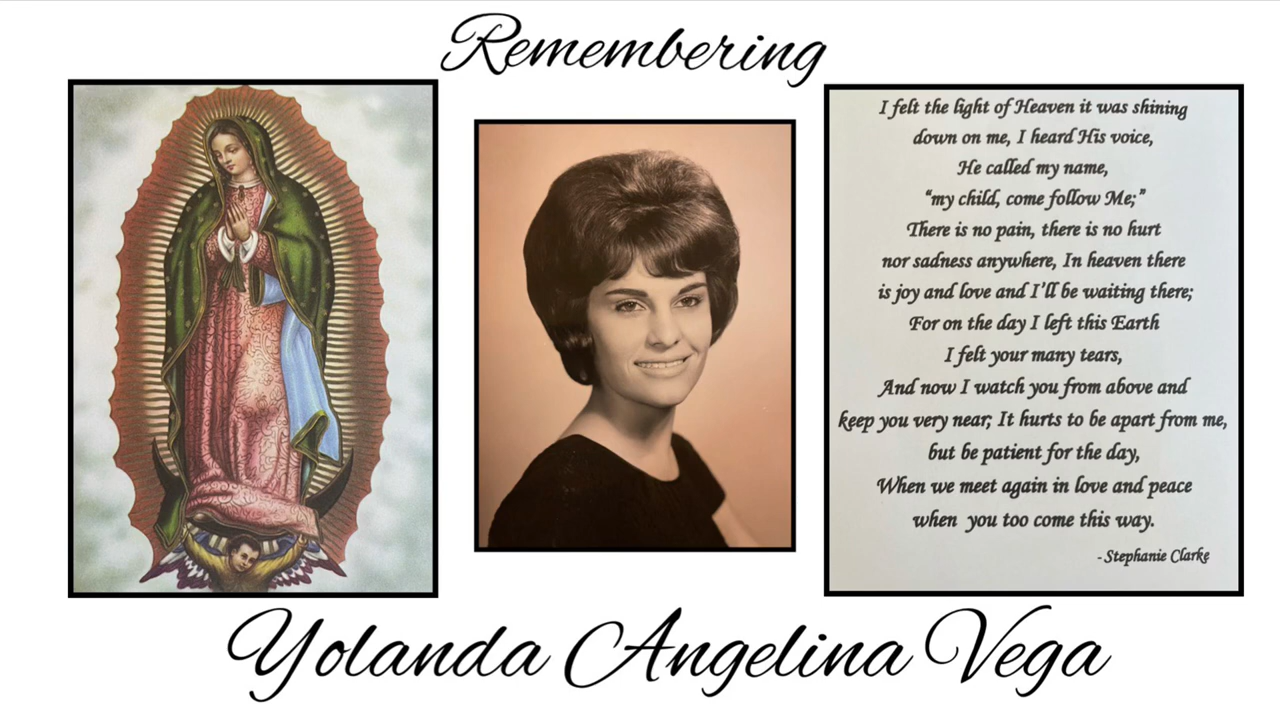 Remembering
I felt the light of Heaven it was shining
down on me, I heard His voice,
He called my name,
“my child, come follow Me;”
There is no pain, there is no hurt
nor sadness anywhere, In heaven there
is joy and love and I’ll be waiting there;
For on the day I left this Earth
I felt your many tears,
And now I watch you from above and
keep you very near; It hurts to be apart from me,
but be patient for the day,
When we meet again in love and peace
when you too come this way.
- Stephanie Clarke
Yolanda Angelina Vega